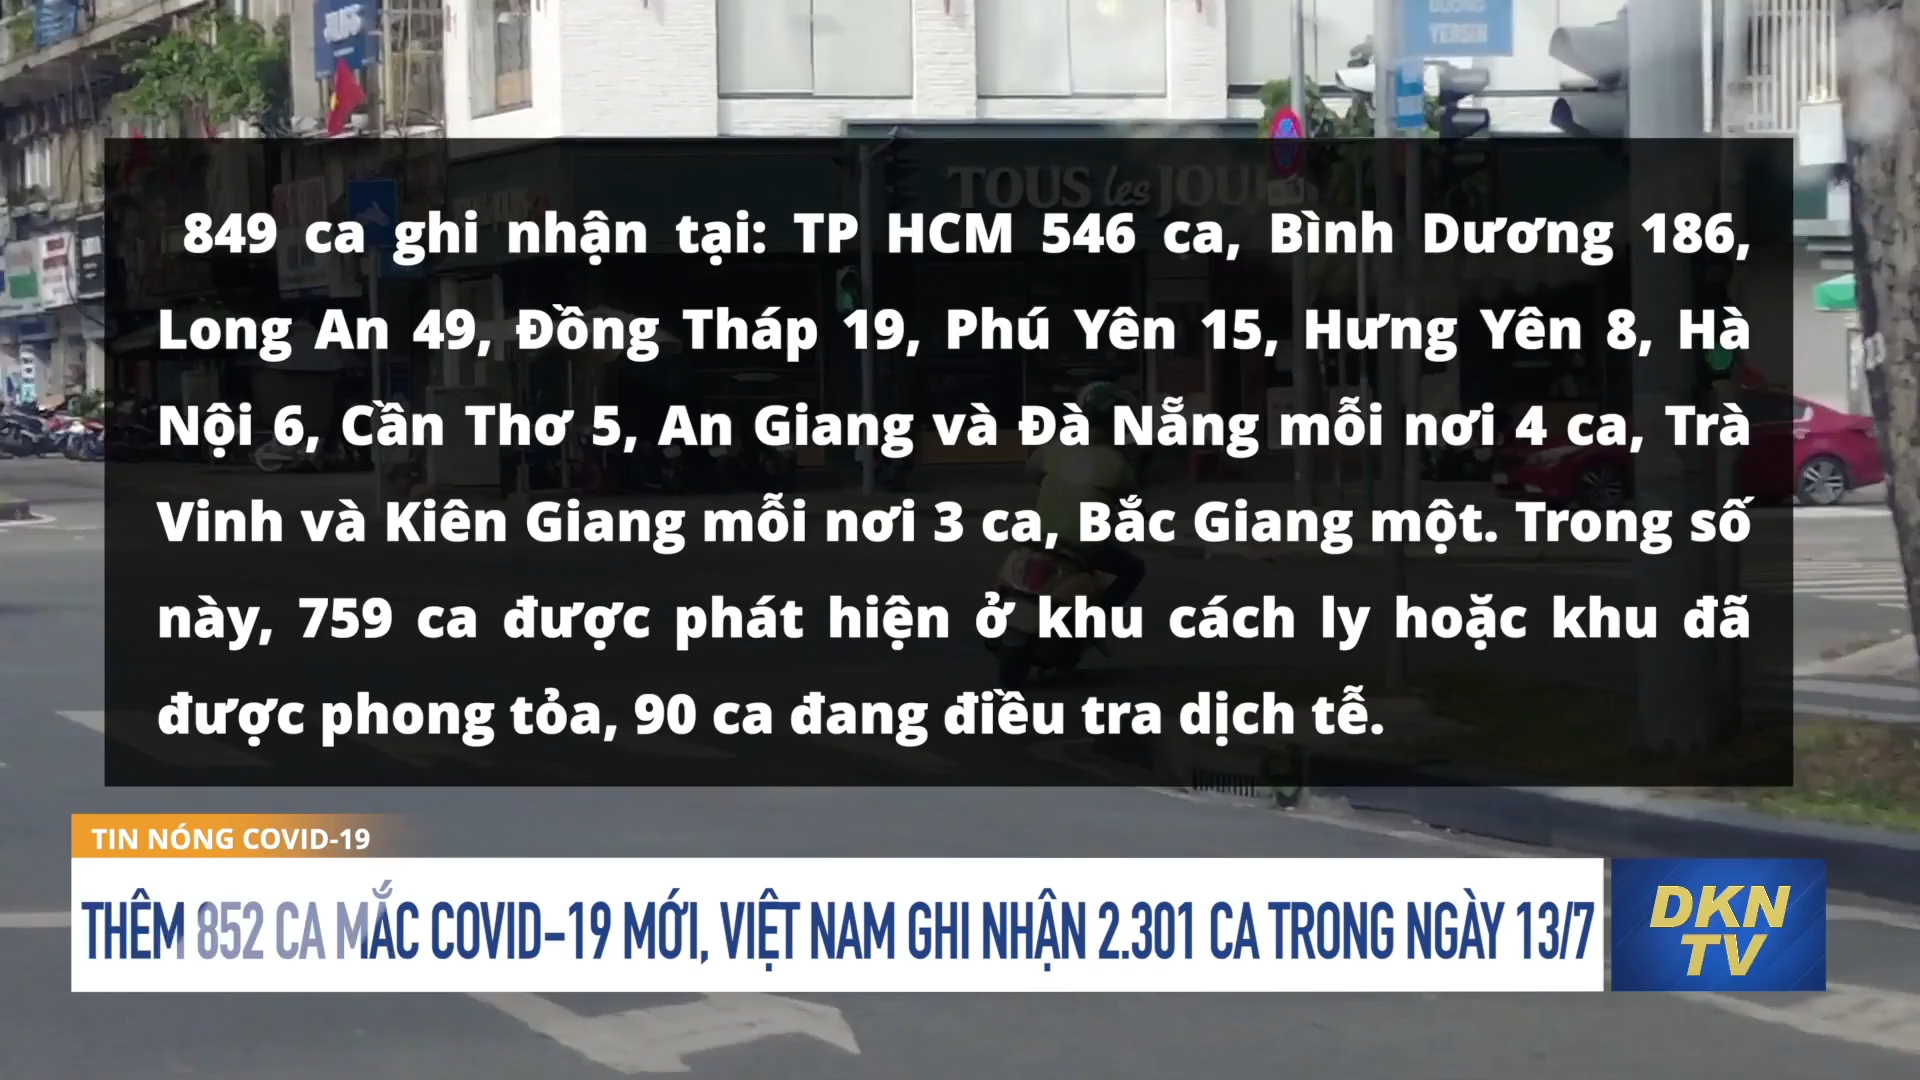 DƯƠNG
YERSIN
TOUS les JOU
849 ca ghi nhận tại: TP HCM 546 ca, Bình Dương 186,
Long An 49, Đồng Tháp 19, Phú Yên 15, Hưng Yên 8, Hà
Nội 6, Cần Thơ 5, An Giang và Đà Nẵng mỗi nơi 4 ca, Trà
Vinh và Kiên Giang mỗi nơi 3 ca, Bắc Giang một. Trong số
này, 759 ca được phát hiện ở khu cách ly hoặc khu đã
được phong tỏa, 90 ca đang điều tra dịch tễ.
TIN NÓNG COVID-19
THÊM 852 CA MẮC COVID-19 MỚI, VIỆT NAM GHI NHẬN 2.301 CA TRONG NGÀY 13/7
DKN
TV